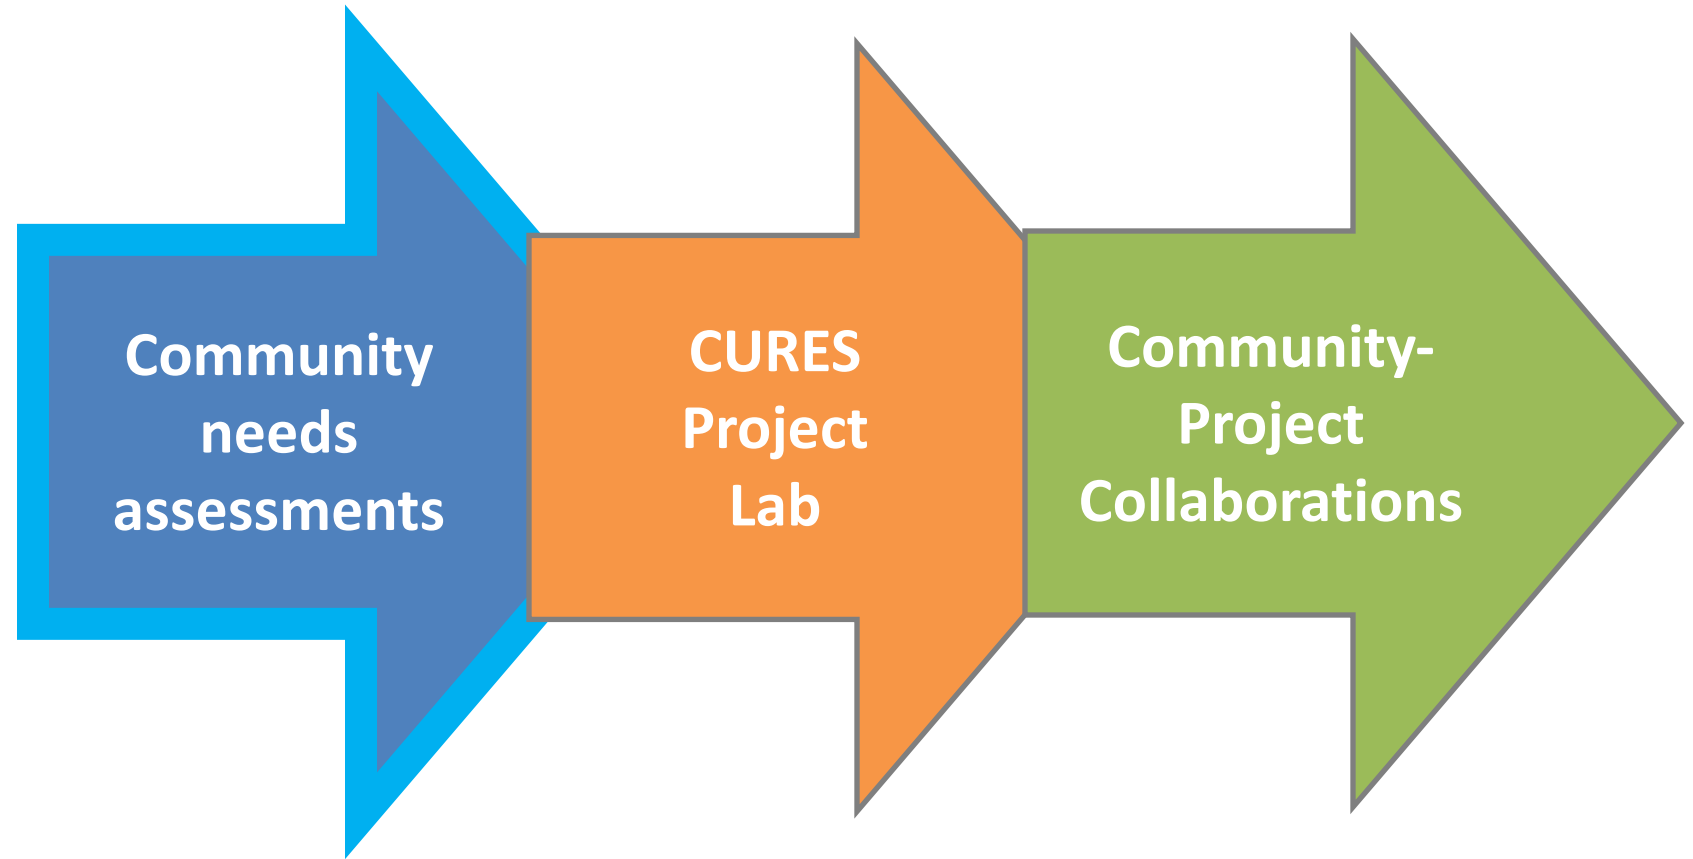 Community
needs
assessments
CURES
Project
Lab
Community-
Project
Collaborations